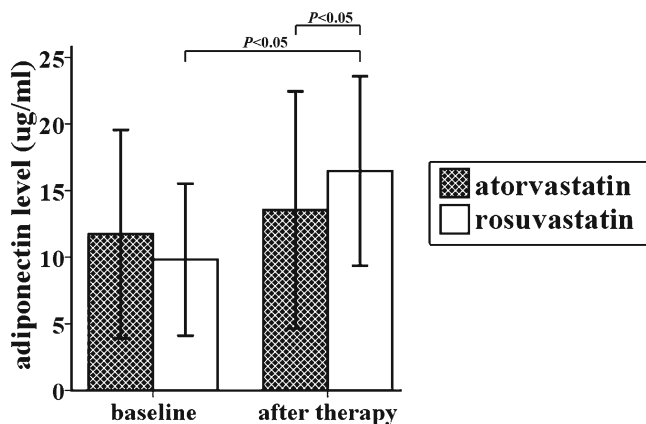 P<0.05
P<0.05
adiponectin level (ug/ml)
25
20
15
10
5
0
baseline
after therapy
atorvastatin
rosuvastatin